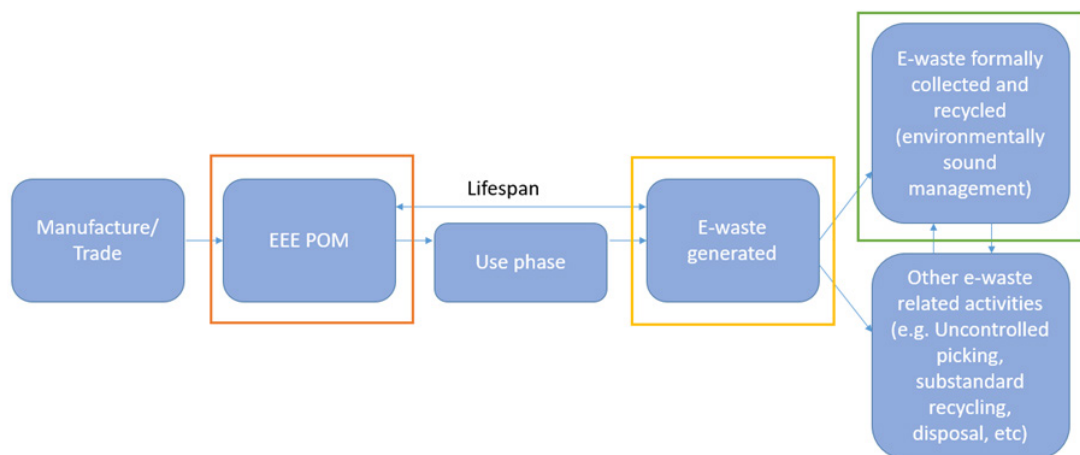 Manufacture/
Trade
EEE POM
Lifespan
Use phase
E-waste
generated
E-waste formally
collected and
recycled
(environmentally
sound
management)
Other e-waste
related activities
(e.g. Uncontrolled
picking,
substandard
recycling,
disposal, etc)